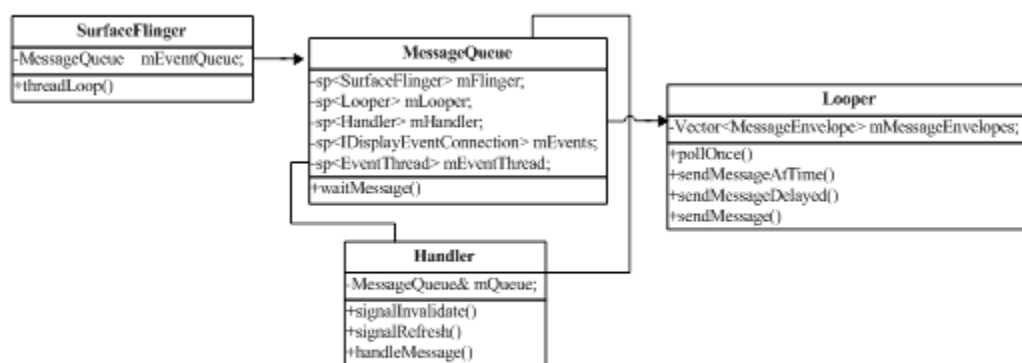 SurfaceFlinger
-MessageQueue mEventQueue;
+threadLoop()
MessageQueue
-sp<SurfaceFlinger> mFlinger;
-sp<Looper> mLooper;
-sp<Handler> mHandler;
-sp<IDisplayEventConnection> mEvents;
-sp<EventThread> mEventThread;
+waitMessage()
Looper
-Vector<MessageEnvelope> mMessageEnvelopes;
+pollOnce()
+sendMessageAtTime()
+sendMessageDelayed()
+sendMessage()
Handler
-MessageQueue& mQueue;
+signalInvalidate()
+signalRefresh()
+handleMessage()